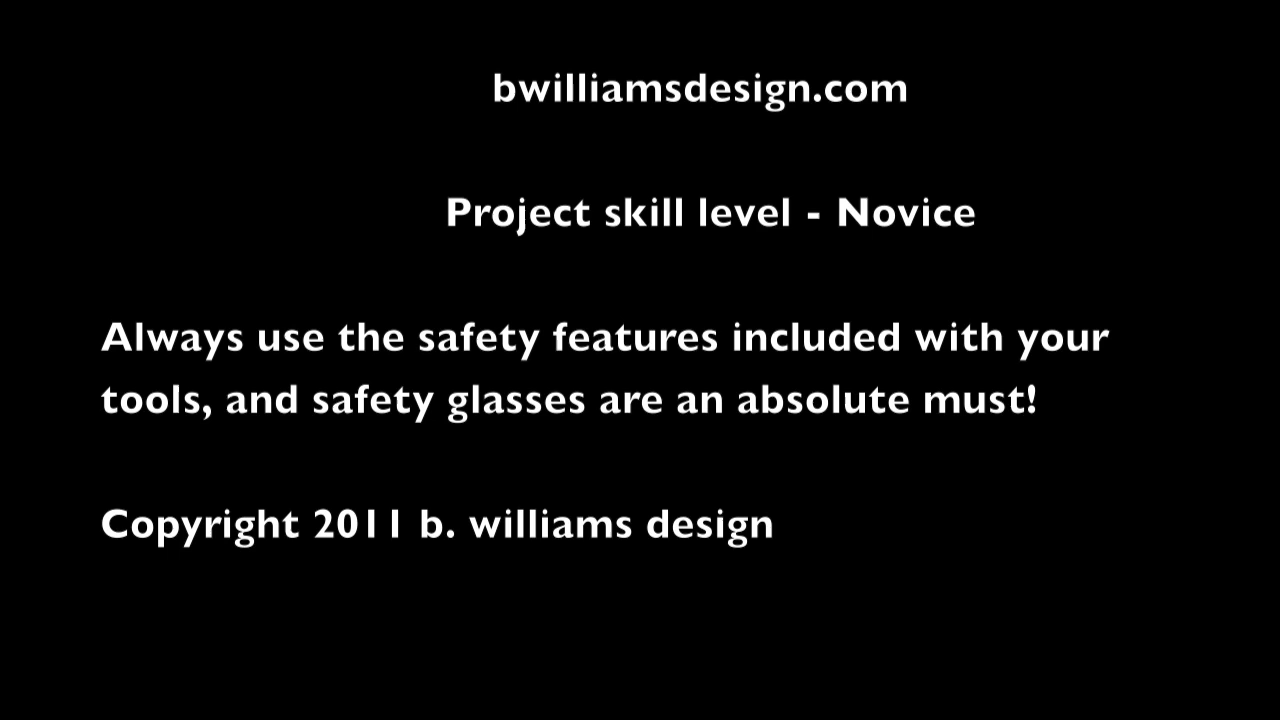 bwilliamsdesign.com
Project skill level - Novice
Always use the safety features included with your
tools, and safety glasses are an absolute must!
Copyright 2011 b. williams design